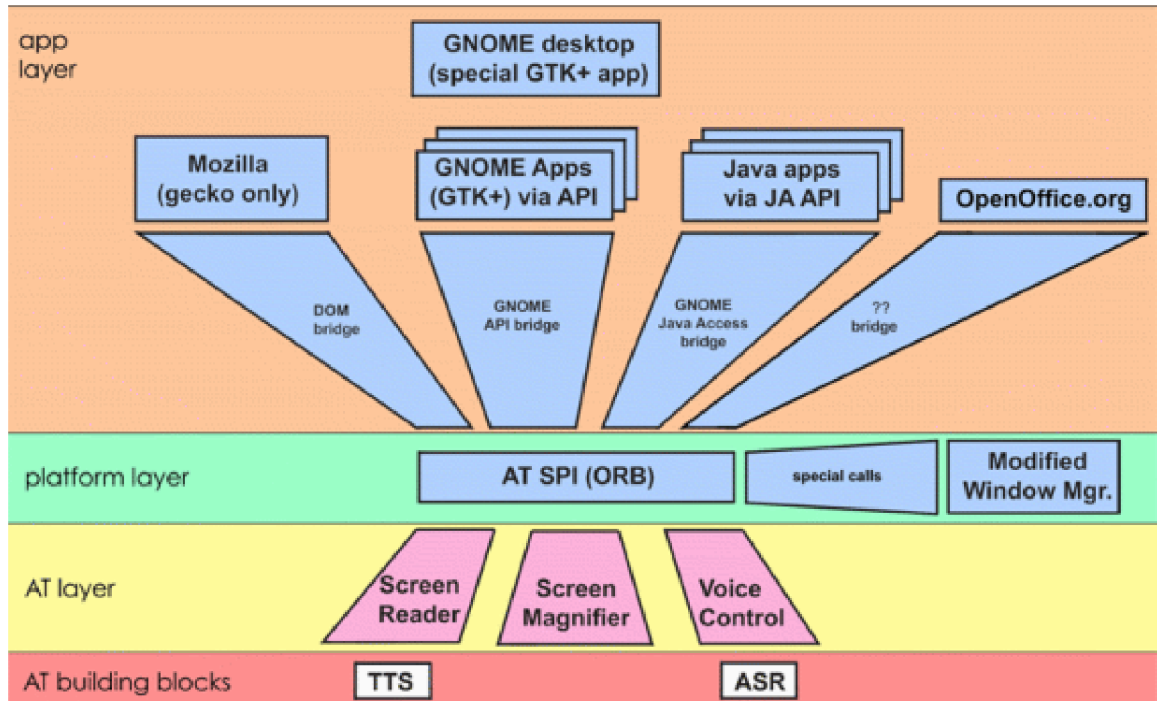 app
layer
GNOME desktop
(special GTK+ app)
Mozilla
(gecko only)
GNOME Apps
(GTK+) via API
Java apps
via JA API
OpenOffice.org
DOM
bridge
GNOME
API bridge
GNOME
Java Access
bridge
??
bridge
platform layer
AT SPI (ORB)
special calls
Modified
Window Mgr.
AT layer
Screen
Reader
Screen
Magnifier
Voice
Control
AT building blocks
TTS
ASR